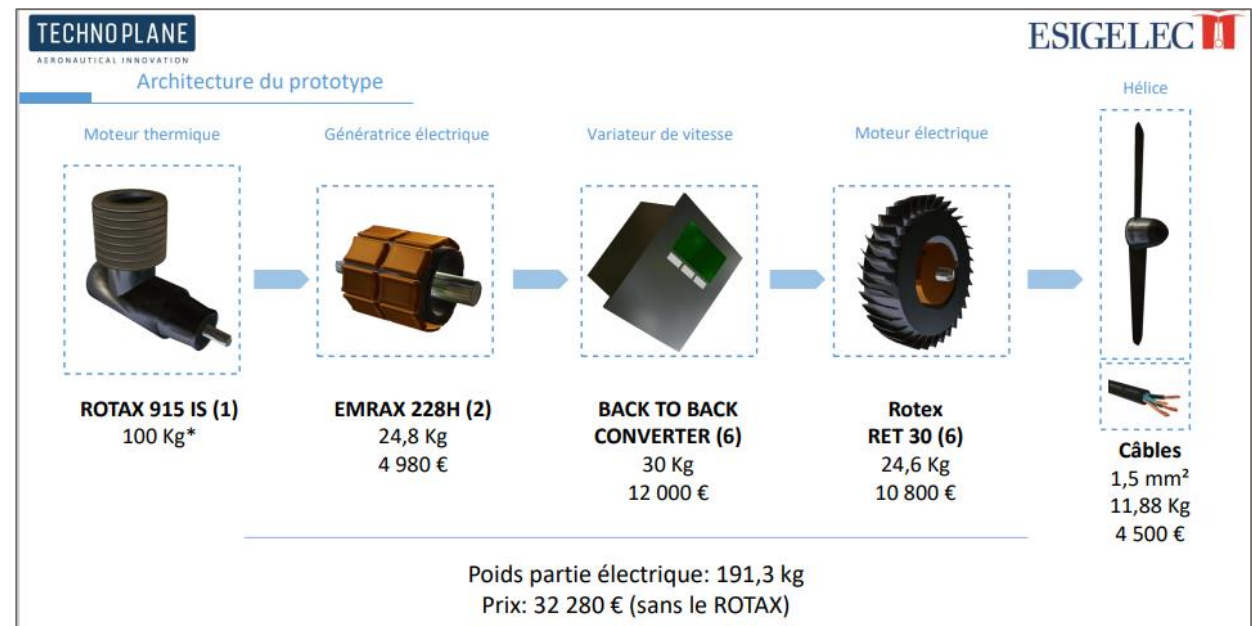 TECHNOPLANE
AERONAUTICAL INNOVATION
ESIGELEC
Architecture du prototype
Hélice
Moteur thermique
Génératrice électrique
Variateur de vitesse
Moteur électrique
ROTAX 915 IS (1)
100 Kg*
EMRAX 228H (2)
24,8 Kg
4 980 €
BACK TO BACK
CONVERTER (6)
30 Kg
12 000 €
Rotex
RET 30 (6)
24,6 Kg
10 800 €
Câbles
1,5 mm²
11,88 Kg
4 500 €
Poids partie électrique: 191,3 kg
Prix: 32 280 € (sans le ROTAX)